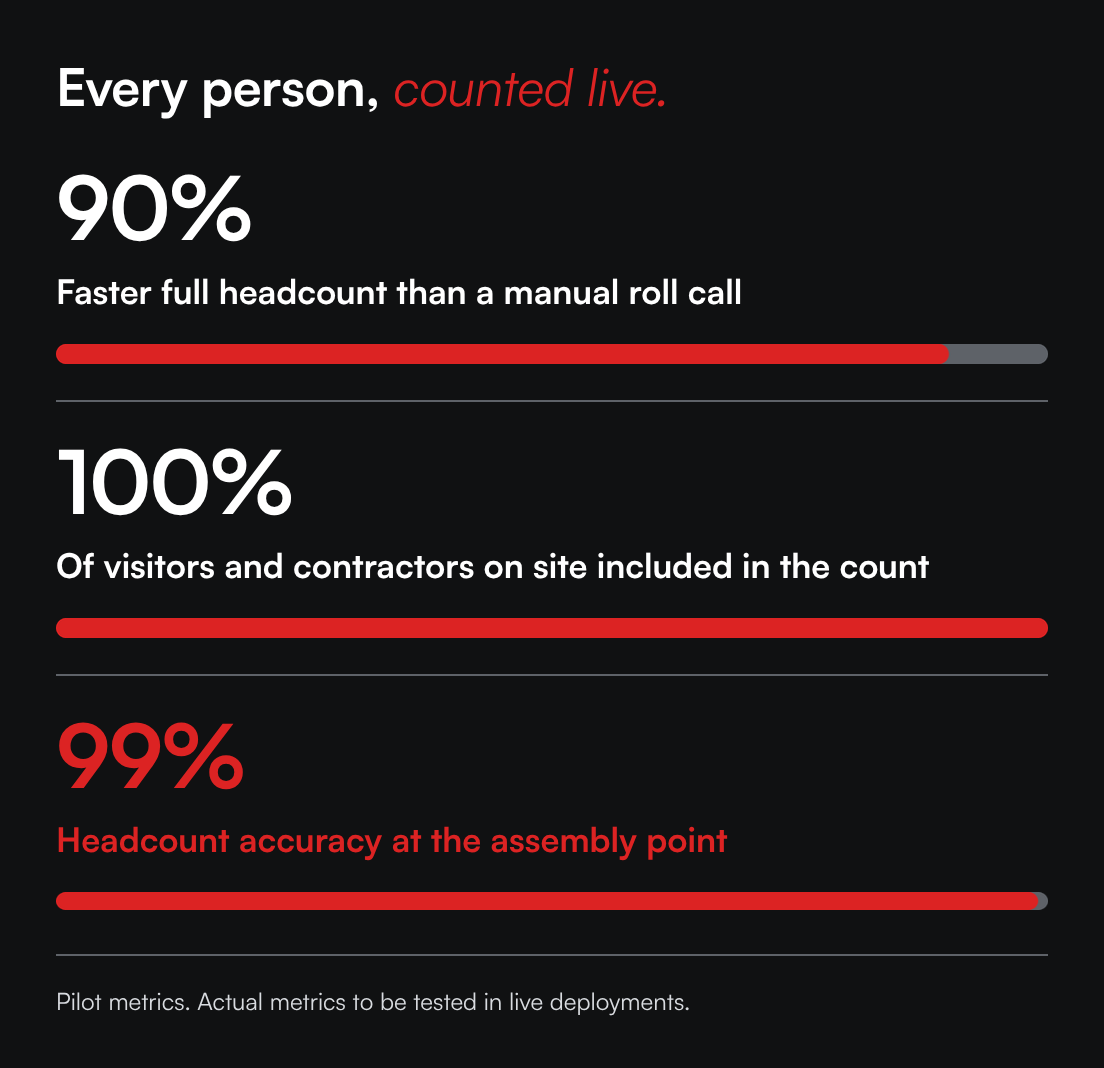 Every person, counted live.
90%
Faster full headcount than a manual roll call
100%
Of visitors and contractors on site included in the count
99%
Headcount accuracy at the assembly point
Pilot metrics. Actual metrics to be tested in live deployments.